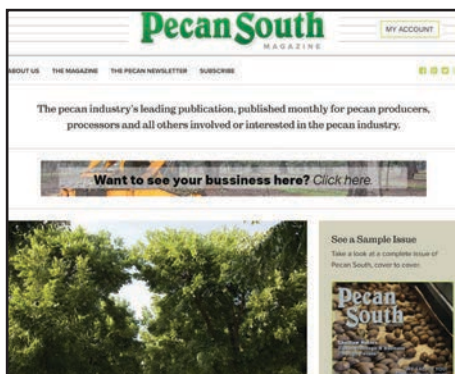 Pecan South
MAGAZINE
MY ACCOUNT
ABOUT US THE MAGAZINE THE PECAN NEWSLETTER SUBSCRIBE
The pecan industry's leading publication, published monthly for pecan producers,
processors and all others involved or interested in the pecan industry.
Want to see your bussiness here? Click here.
See a Sample Issue
Take a look at a complete issue of
Pecan South, cover to cover.
Pecan
South